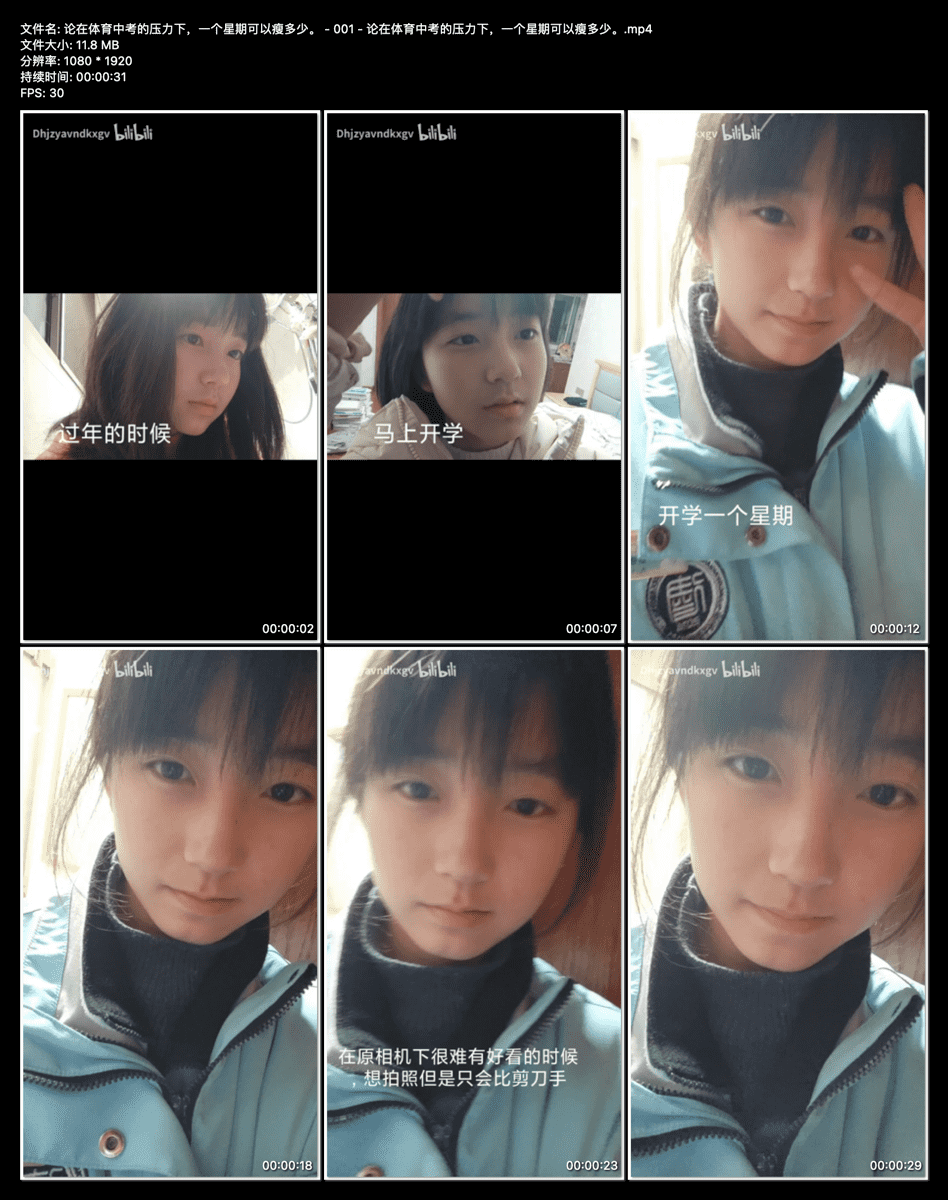 文件名: 论在体育中考的压力下，一个星期可以瘦多少。 - 001 - 论在体育中考的压力下，一个星期可以瘦多少。.mp4
文件大小: 11.8 MB
分辨率: 1080 * 1920
持续时间: 00:00:31
FPS: 30
Dhjzyavndkxgv bilibili
过年的时候
00:00:02
Dhjzyavndkxgv bilibili
马上开学
00:00:07
kxgv bilibili
开学一个星期
00:00:12
bilibili
00:00:18
avndkxgv bilibili
在原相机下很难有好看的时候
，想拍照但是只会比剪刀手
00:00:23
yavndkxgv bilibili
00:00:29